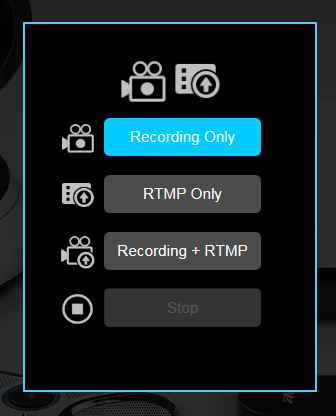 Recording Only
RTMP Only
Recording + RTMP
Stop